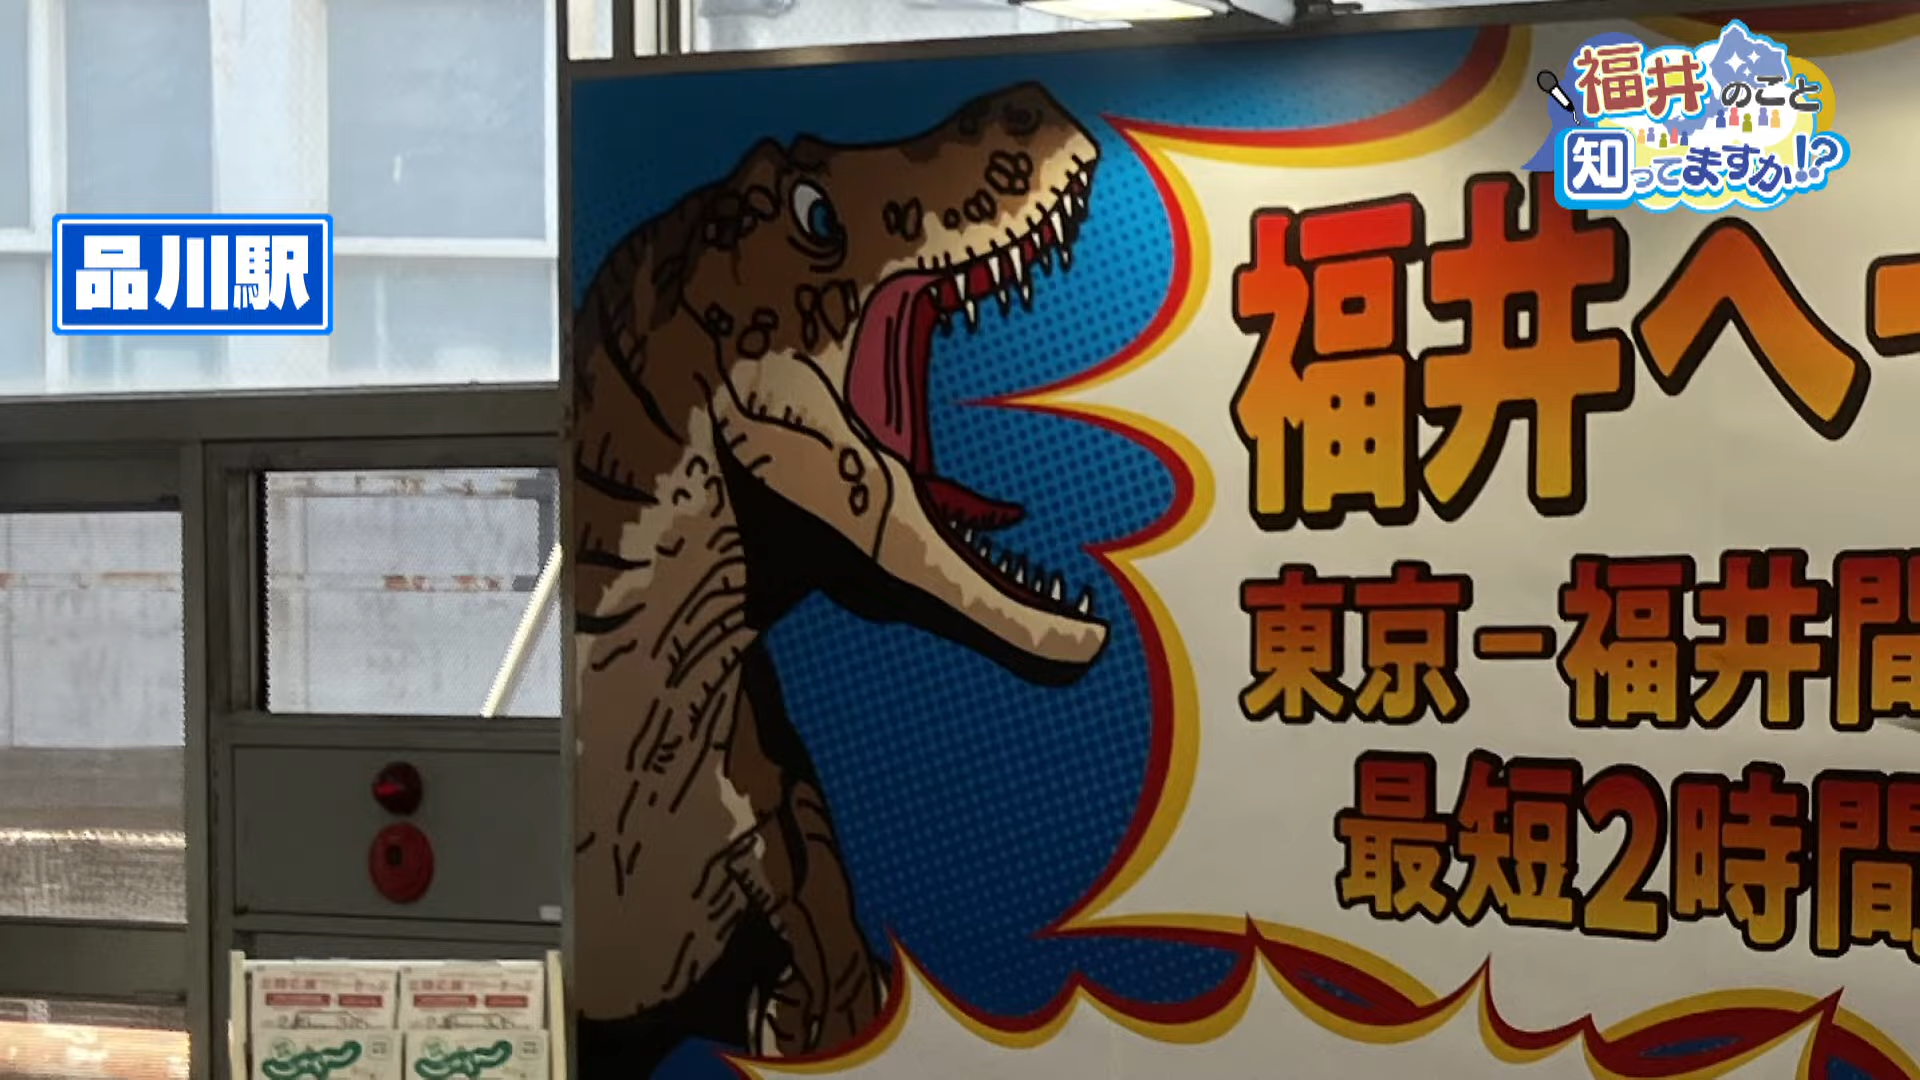 福井のこと
知ってますか!?
品川駅
福井へ
東京-福井間
最短2時間